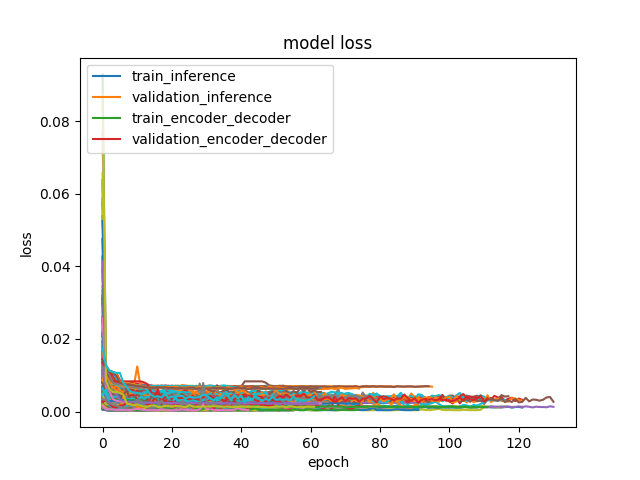 model loss
train_inference
validation_inference
train_encoder_decoder
validation_encoder_decoder
0.08
0.06
0.04
0.02
0.00
loss
0 20 40 60 80 100 120
epoch